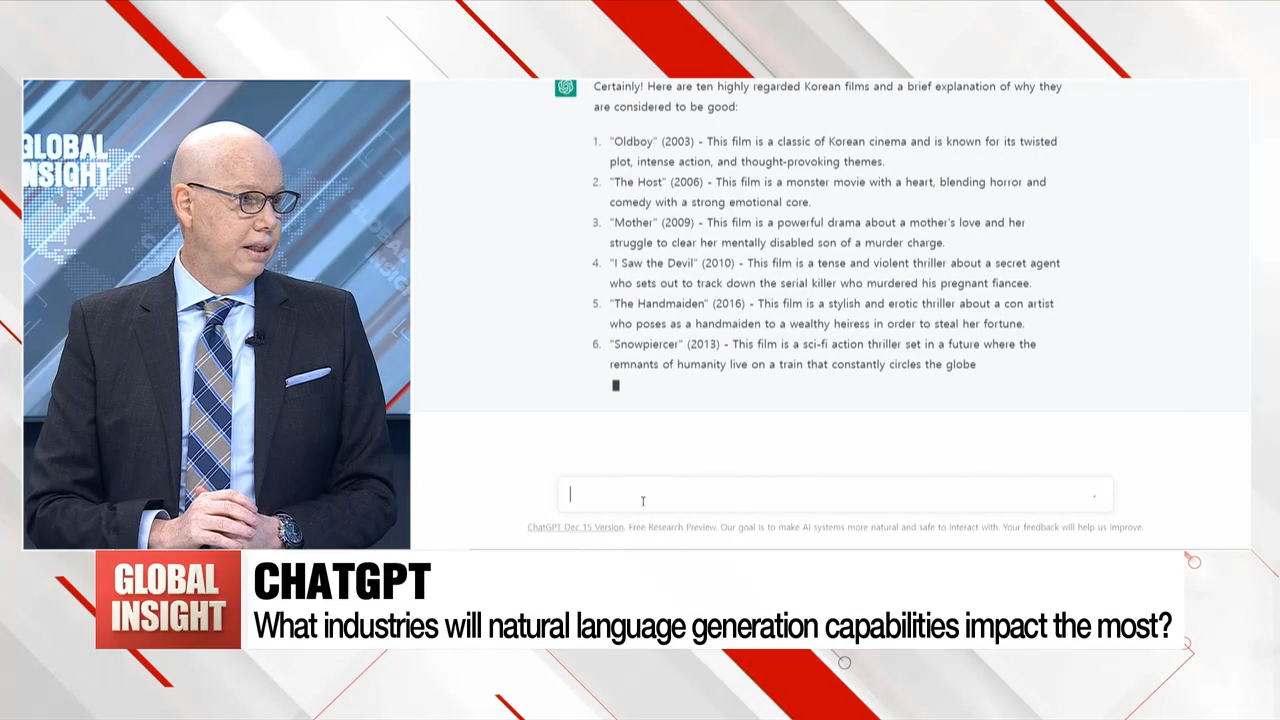 GLOBAL
INSIGHT
Certainly! Here are ten highly regarded Korean films and a brief explanation of why they
are considered to be good:
1. "Oldboy" (2003) - This film is a classic of Korean cinema and is known for its twisted
plot, intense action, and thought-provoking themes.
2. "The Host" (2006) - This film is a monster movie with a heart, blending horror and
comedy with a strong emotional core.
3. "Mother" (2009) - This film is a powerful drama about a mother's love and her
struggle to clear her mentally disabled son of a murder charge.
4. "I Saw the Devil" (2010) - This film is a tense and violent thriller about a secret agent
who sets out to track down the serial killer who murdered his pregnant fiancee.
5. "The Handmaiden" (2016) - This film is a stylish and erotic thriller about a con artist
who poses as a handmaiden to a wealthy heiress in order to steal her fortune.
6. "Snowpiercer" (2013) - This film is a sci-fi action thriller set in a future where the
remnants of humanity live on a train that constantly circles the globe
ChatGPT Dec 15 Version. Free Research Preview. Our goal is to make AI systems more natural and safe to interact with. Your feedback will help us improve.
GLOBAL
INSIGHT
CHATGPT
What industries will natural language generation capabilities impact the most?